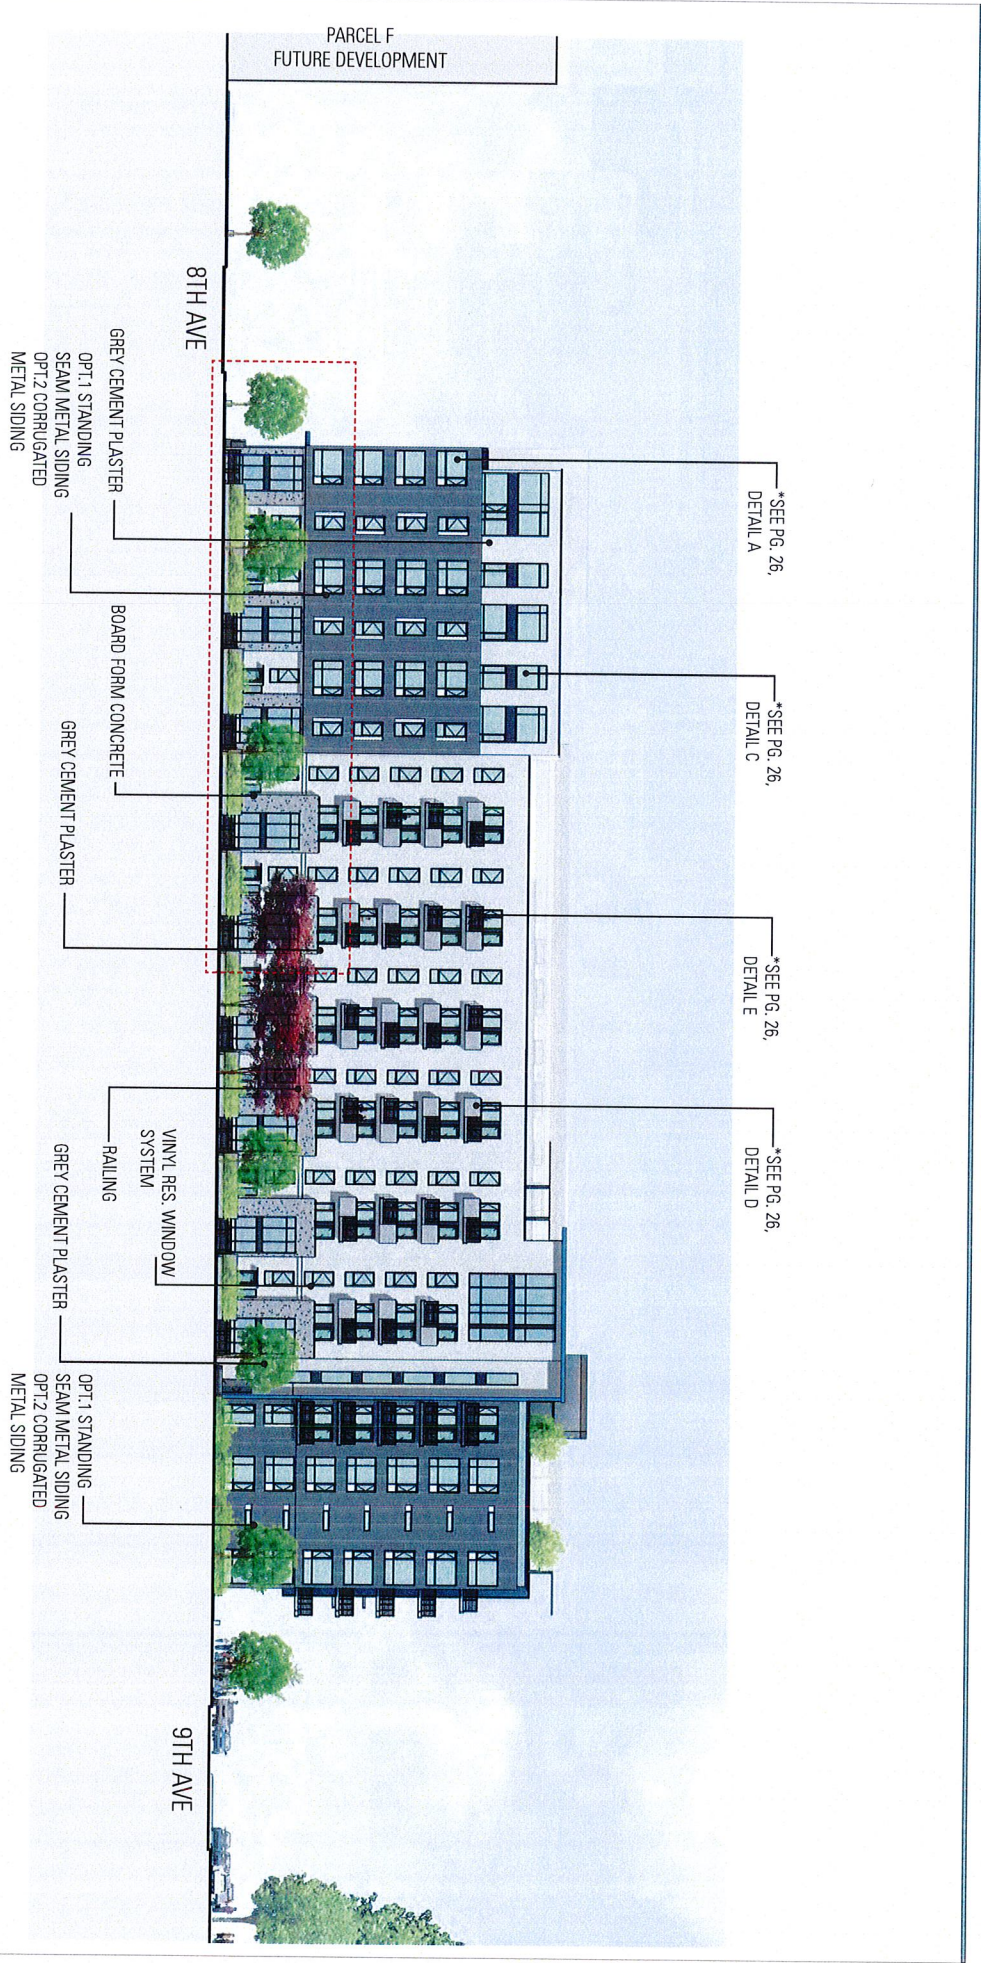 PARCEL F
FUTURE DEVELOPMENT
*SEE PG. 26,
DETAIL A
*SEE PG. 26,
DETAIL C
*SEE PG. 26,
DETAIL E
*SEE PG. 26,
DETAIL D
8TH AVE
9TH AVE
GREY CEMENT PLASTER
OPT.1 STANDING
SEAM METAL SIDING
OPT.2 CORRUGATED
METAL SIDING
BOARD FORM CONCRETE
GREY CEMENT PLASTER
VINYL RES. WINDOW
SYSTEM
RAILING
GREY CEMENT PLASTER
OPT.1 STANDING
SEAM METAL SIDING
OPT.2 CORRUGATED
METAL SIDING